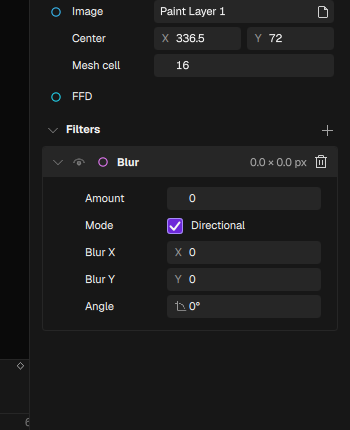 Image Paint Layer 1
Center X 336.5 Y 72
Mesh cell 16
FFD
Filters
Blur 0.0 × 0.0 px
Amount 0
Mode Directional
Blur X X 0
Blur Y Y 0
Angle 0°